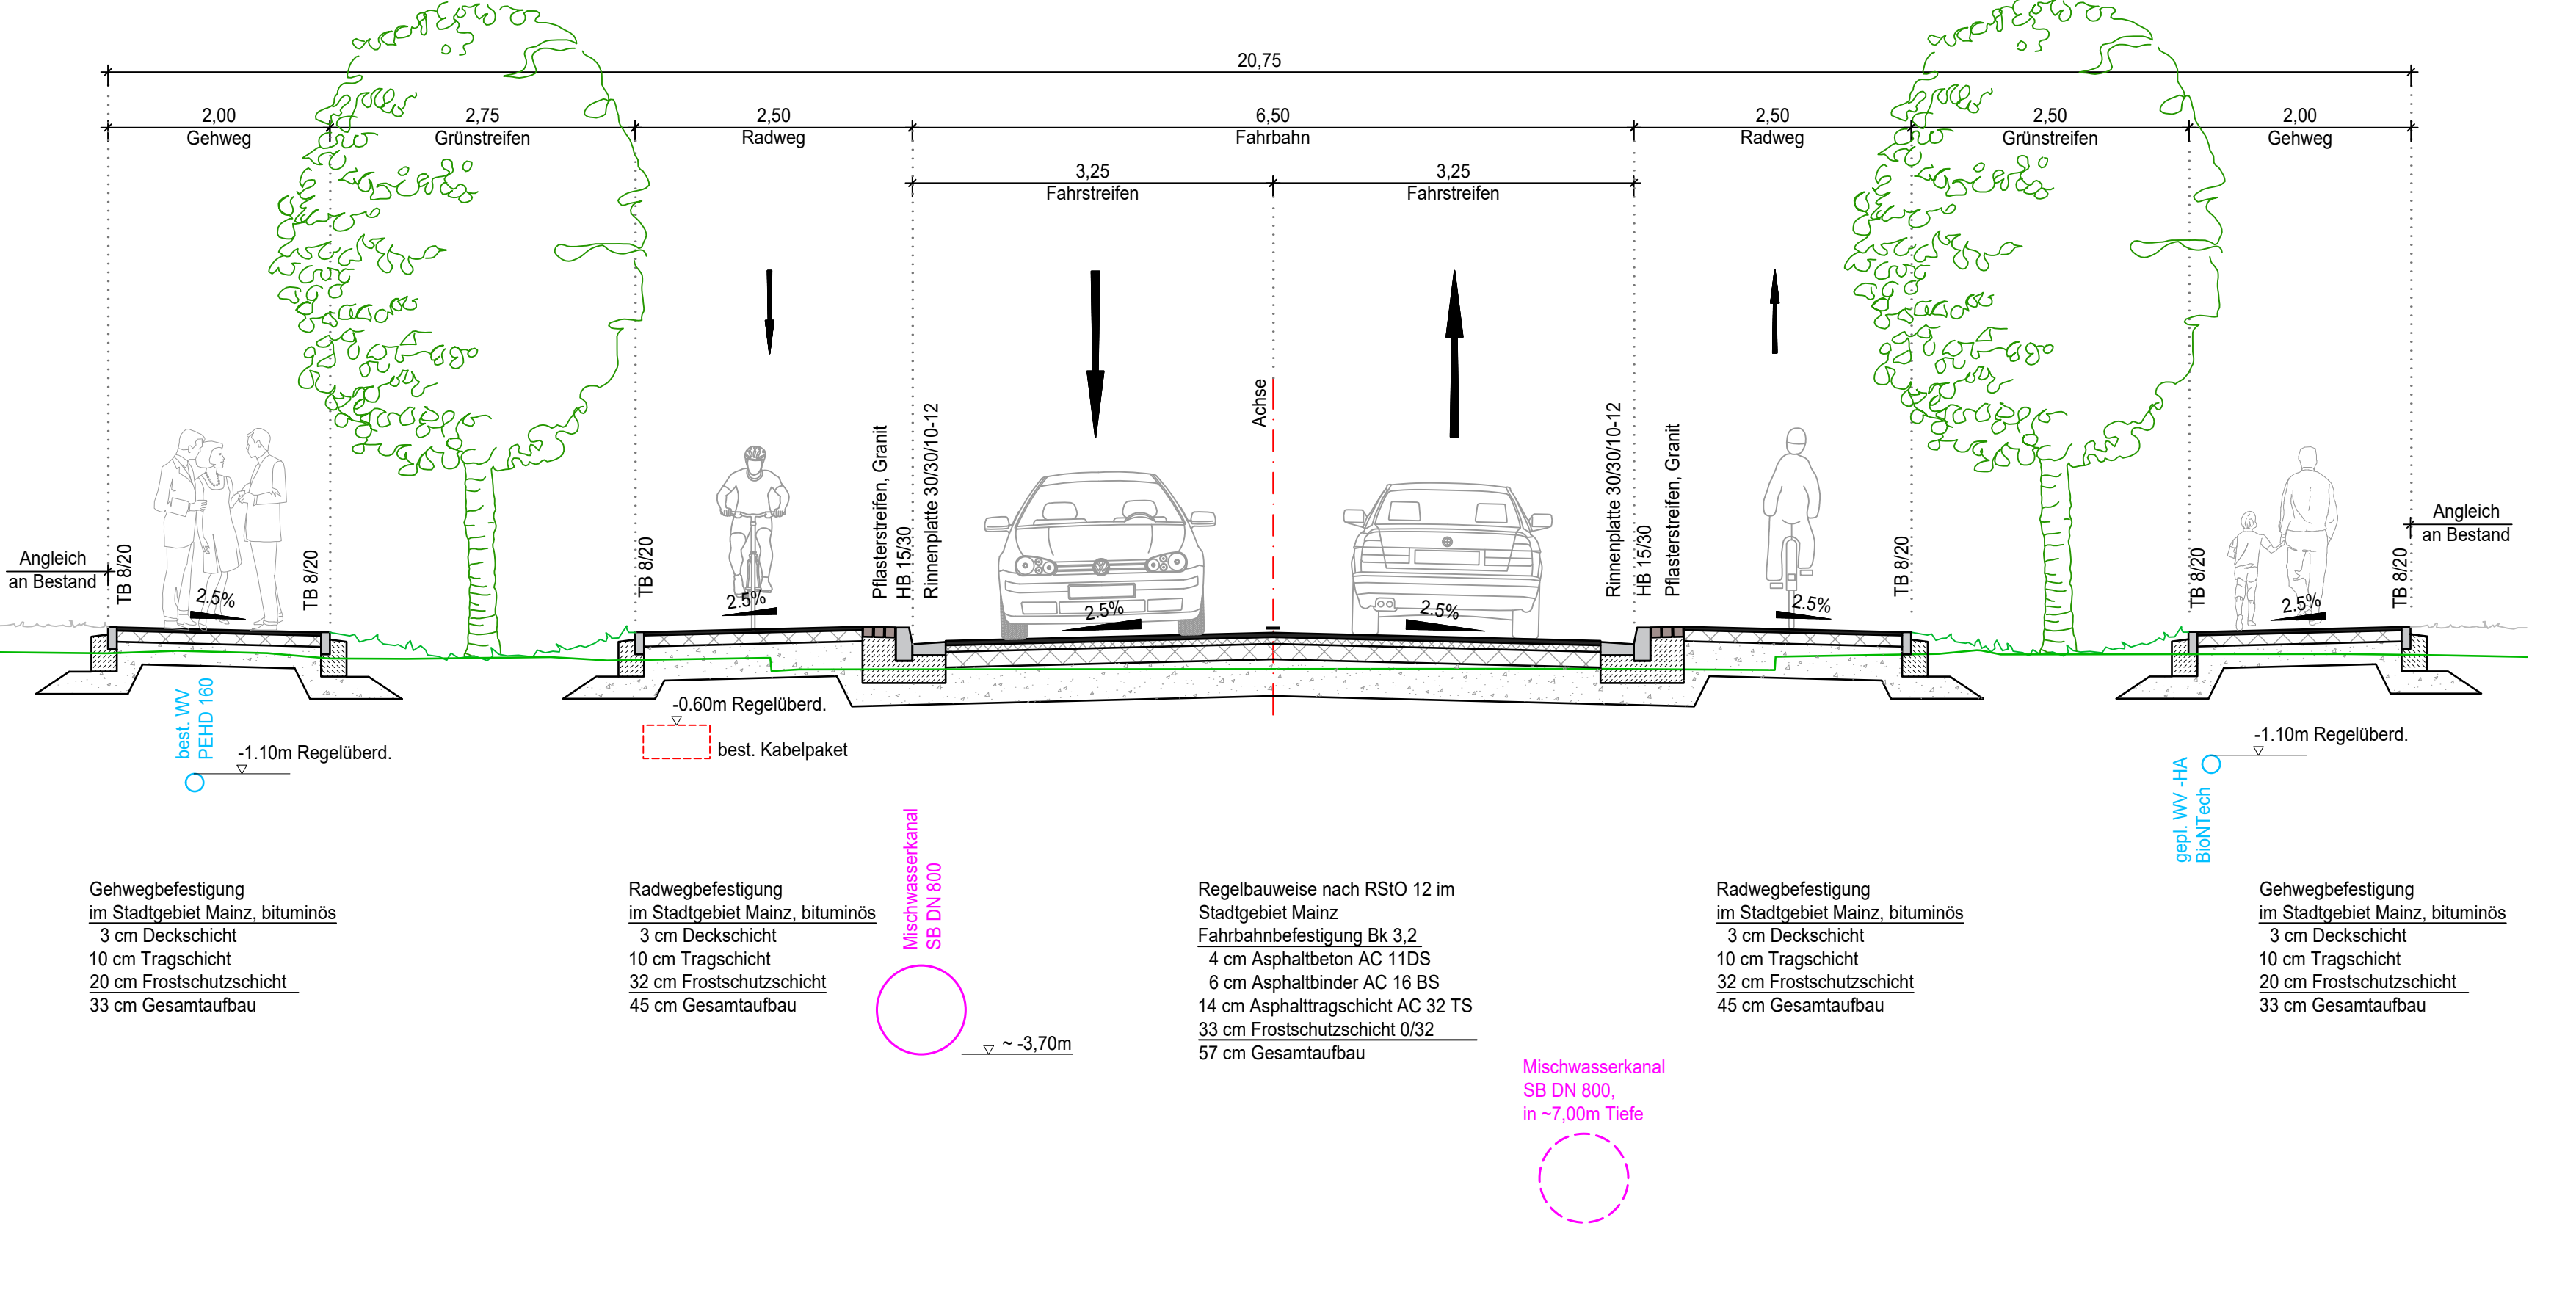 20,75
2,00
Gehweg
2,75
Grünstreifen
2,50
Radweg
6,50
Fahrbahn
2,50
Radweg
2,50
Grünstreifen
2,00
Gehweg
3,25
Fahrstreifen
3,25
Fahrstreifen
Angleich
an Bestand
TB 8/20
2.5%
TB 8/20
TB 8/20
2.5%
Pflasterstreifen, Granit
HB 15/30
Rinnenplatte 30/30/10-12
2.5%
Achse
2.5%
Rinnenplatte 30/30/10-12
HB 15/30
Pflasterstreifen, Granit
2.5%
TB 8/20
TB 8/20
2.5%
TB 8/20
Angleich
an Bestand
best. WV
PEHD 160
-1.10m Regelüberd.
-0.60m Regelüberd.
best. Kabelpaket
-1.10m Regelüberd.
gepl. WV -HA
BioNTech
Gehwegbefestigung
im Stadtgebiet Mainz, bituminös
3 cm Deckschicht
10 cm Tragschicht
20 cm Frostschutzschicht
33 cm Gesamtaufbau
Radwegbefestigung
im Stadtgebiet Mainz, bituminös
3 cm Deckschicht
10 cm Tragschicht
32 cm Frostschutzschicht
45 cm Gesamtaufbau
Mischwasserkanal
SB DN 800
~ -3,70m
Regelbauweise nach RStO 12 im
Stadtgebiet Mainz
Fahrbahnbefestigung Bk 3,2
4 cm Asphaltbeton AC 11DS
6 cm Asphaltbinder AC 16 BS
14 cm Asphalttragschicht AC 32 TS
33 cm Frostschutzschicht 0/32
57 cm Gesamtaufbau
Mischwasserkanal
SB DN 800,
in ~7,00m Tiefe
Radwegbefestigung
im Stadtgebiet Mainz, bituminös
3 cm Deckschicht
10 cm Tragschicht
32 cm Frostschutzschicht
45 cm Gesamtaufbau
Gehwegbefestigung
im Stadtgebiet Mainz, bituminös
3 cm Deckschicht
10 cm Tragschicht
20 cm Frostschutzschicht
33 cm Gesamtaufbau